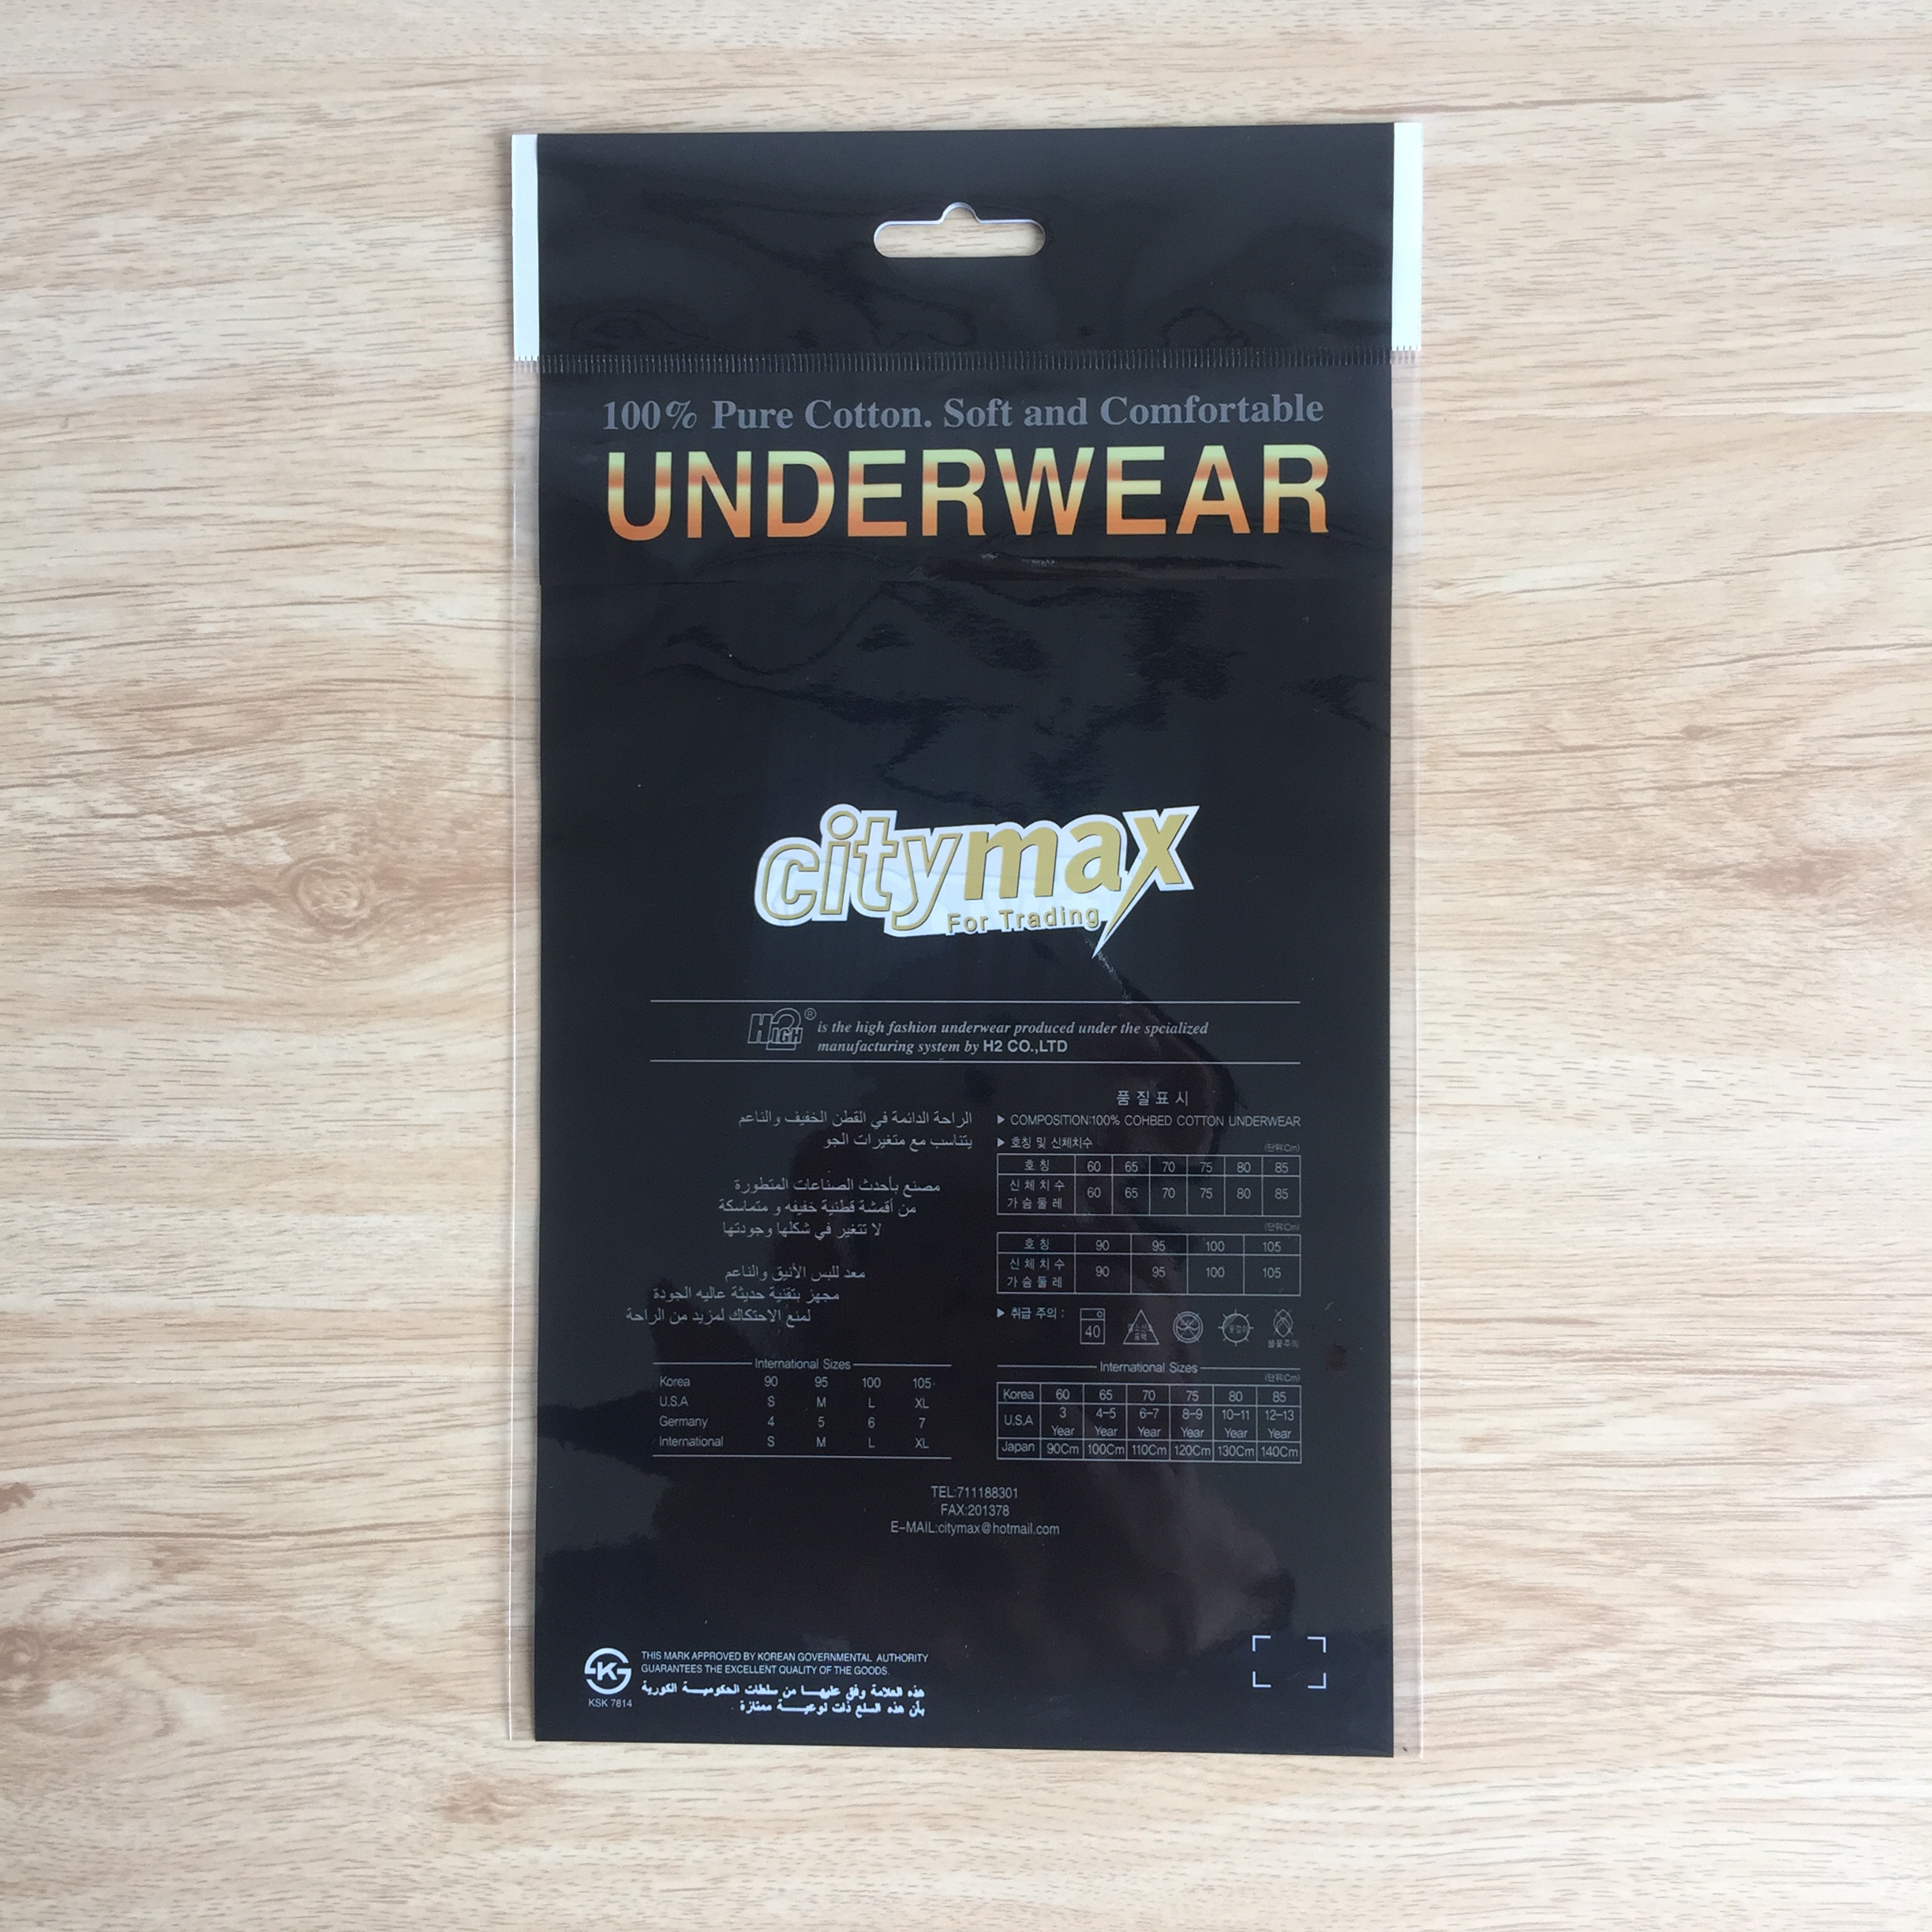 100% Pure Cotton. Soft and Comfortable
UNDERWEAR
citymax
For Trading
HIGH 2 ® is the high fashion underwear produced under the spcialized
manufacturing system by H2 CO.,LTD
الراحة الدائمة في القطن الخفيف والناعم
يتناسب مع متغيرات الجو
مصنع بأحدث الصناعات المتطورة
من أقمشة قطنية خفيفه و متماسكة
لا تتغير في شكلها وجودتها
معد للبس الأنيق والناعم
مجهز بتقنية حديثة عاليه الجودة
لمنع الاحتكاك لمزيد من الراحة
International Sizes
Korea 90 95 100 105
U.S.A S M L XL
Germany 4 5 6 7
International S M L XL
품질표시
▶ COMPOSITION:100% COHBED COTTON UNDERWEAR
▶ 호칭 및 신체치수
(단위:Cm)
호칭 60 65 70 75 80 85
신체치수
가슴둘레 60 65 70 75 80 85
(단위:Cm)
호칭 90 95 100 105
신체치수
가슴둘레 90 95 100 105
▶ 취급 주의 :
40
불꽃주의
International Sizes
(단위:Cm)
Korea 60 65 70 75 80 85
U.S.A 3 Year 4-5 Year 6-7 Year 8-9 Year 10-11 Year 12-13 Year
Japan 90Cm 100Cm 110Cm 120Cm 130Cm 140Cm
TEL:711188301
FAX:201378
E-MAIL:citymax@hotmail.com
THIS MARK APPROVED BY KOREAN GOVERNMENTAL AUTHORITY
GUARANTEES THE EXCELLENT QUALITY OF THE GOODS.
هذه العلامة وفق عليها من سلطات الحكومية الكورية
بأن هذه السلع ذات لوعية ممتازة
K
KSK 7814